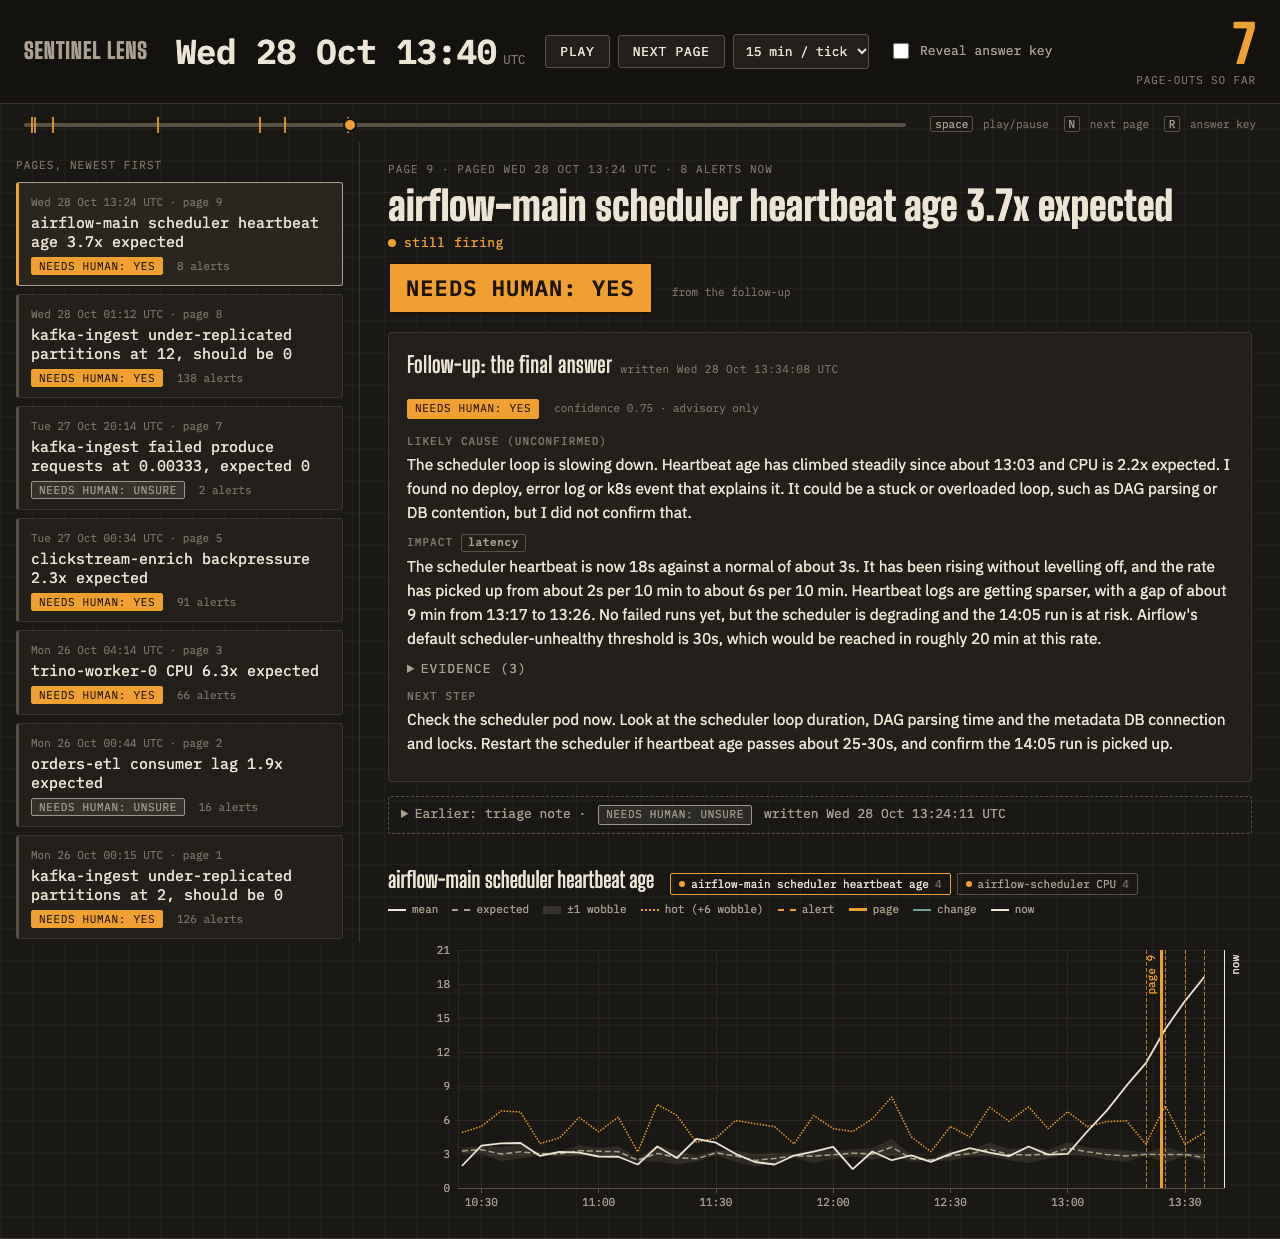 SENTINEL LENS
Wed 28 Oct 13:40 UTC
PLAY
NEXT PAGE
15 min / tick
Reveal answer key
7
PAGE-OUTS SO FAR
space play/pause N next page R answer key
PAGES, NEWEST FIRST
Wed 28 Oct 13:24 UTC · page 9
airflow-main scheduler heartbeat
age 3.7x expected
NEEDS HUMAN: YES 8 alerts
Wed 28 Oct 01:12 UTC · page 8
kafka-ingest under-replicated
partitions at 12, should be 0
NEEDS HUMAN: YES 138 alerts
Tue 27 Oct 20:14 UTC · page 7
kafka-ingest failed produce
requests at 0.00333, expected 0
NEEDS HUMAN: UNSURE 2 alerts
Tue 27 Oct 00:34 UTC · page 5
clickstream-enrich backpressure
2.3x expected
NEEDS HUMAN: YES 91 alerts
Mon 26 Oct 04:14 UTC · page 3
trino-worker-0 CPU 6.3x expected
NEEDS HUMAN: YES 66 alerts
Mon 26 Oct 00:44 UTC · page 2
orders-etl consumer lag 1.9x
expected
NEEDS HUMAN: UNSURE 16 alerts
Mon 26 Oct 00:15 UTC · page 1
kafka-ingest under-replicated
partitions at 2, should be 0
NEEDS HUMAN: YES 126 alerts
PAGE 9 · PAGED WED 28 OCT 13:24 UTC · 8 ALERTS NOW
airflow-main scheduler heartbeat age 3.7x expected
still firing
NEEDS HUMAN: YES from the follow-up
Follow-up: the final answer written Wed 28 Oct 13:34:08 UTC
NEEDS HUMAN: YES confidence 0.75 · advisory only
LIKELY CAUSE (UNCONFIRMED)
The scheduler loop is slowing down. Heartbeat age has climbed steadily since about 13:03 and CPU is 2.2x expected. I
found no deploy, error log or k8s event that explains it. It could be a stuck or overloaded loop, such as DAG parsing or
DB contention, but I did not confirm that.
IMPACT latency
The scheduler heartbeat is now 18s against a normal of about 3s. It has been rising without levelling off, and the rate
has picked up from about 2s per 10 min to about 6s per 10 min. Heartbeat logs are getting sparser, with a gap of about
9 min from 13:17 to 13:26. No failed runs yet, but the scheduler is degrading and the 14:05 run is at risk. Airflow's
default scheduler-unhealthy threshold is 30s, which would be reached in roughly 20 min at this rate.
EVIDENCE (3)
NEXT STEP
Check the scheduler pod now. Look at the scheduler loop duration, DAG parsing time and the metadata DB connection
and locks. Restart the scheduler if heartbeat age passes about 25-30s, and confirm the 14:05 run is picked up.
Earlier: triage note · NEEDS HUMAN: UNSURE written Wed 28 Oct 13:24:11 UTC
airflow-main scheduler heartbeat age
airflow-main scheduler heartbeat age 4
airflow-scheduler CPU 4
mean expected ±1 wobble hot (+6 wobble) alert page change now
21
18
15
12
9
6
3
0
page 9
now
10:30 11:00 11:30 12:00 12:30 13:00 13:30